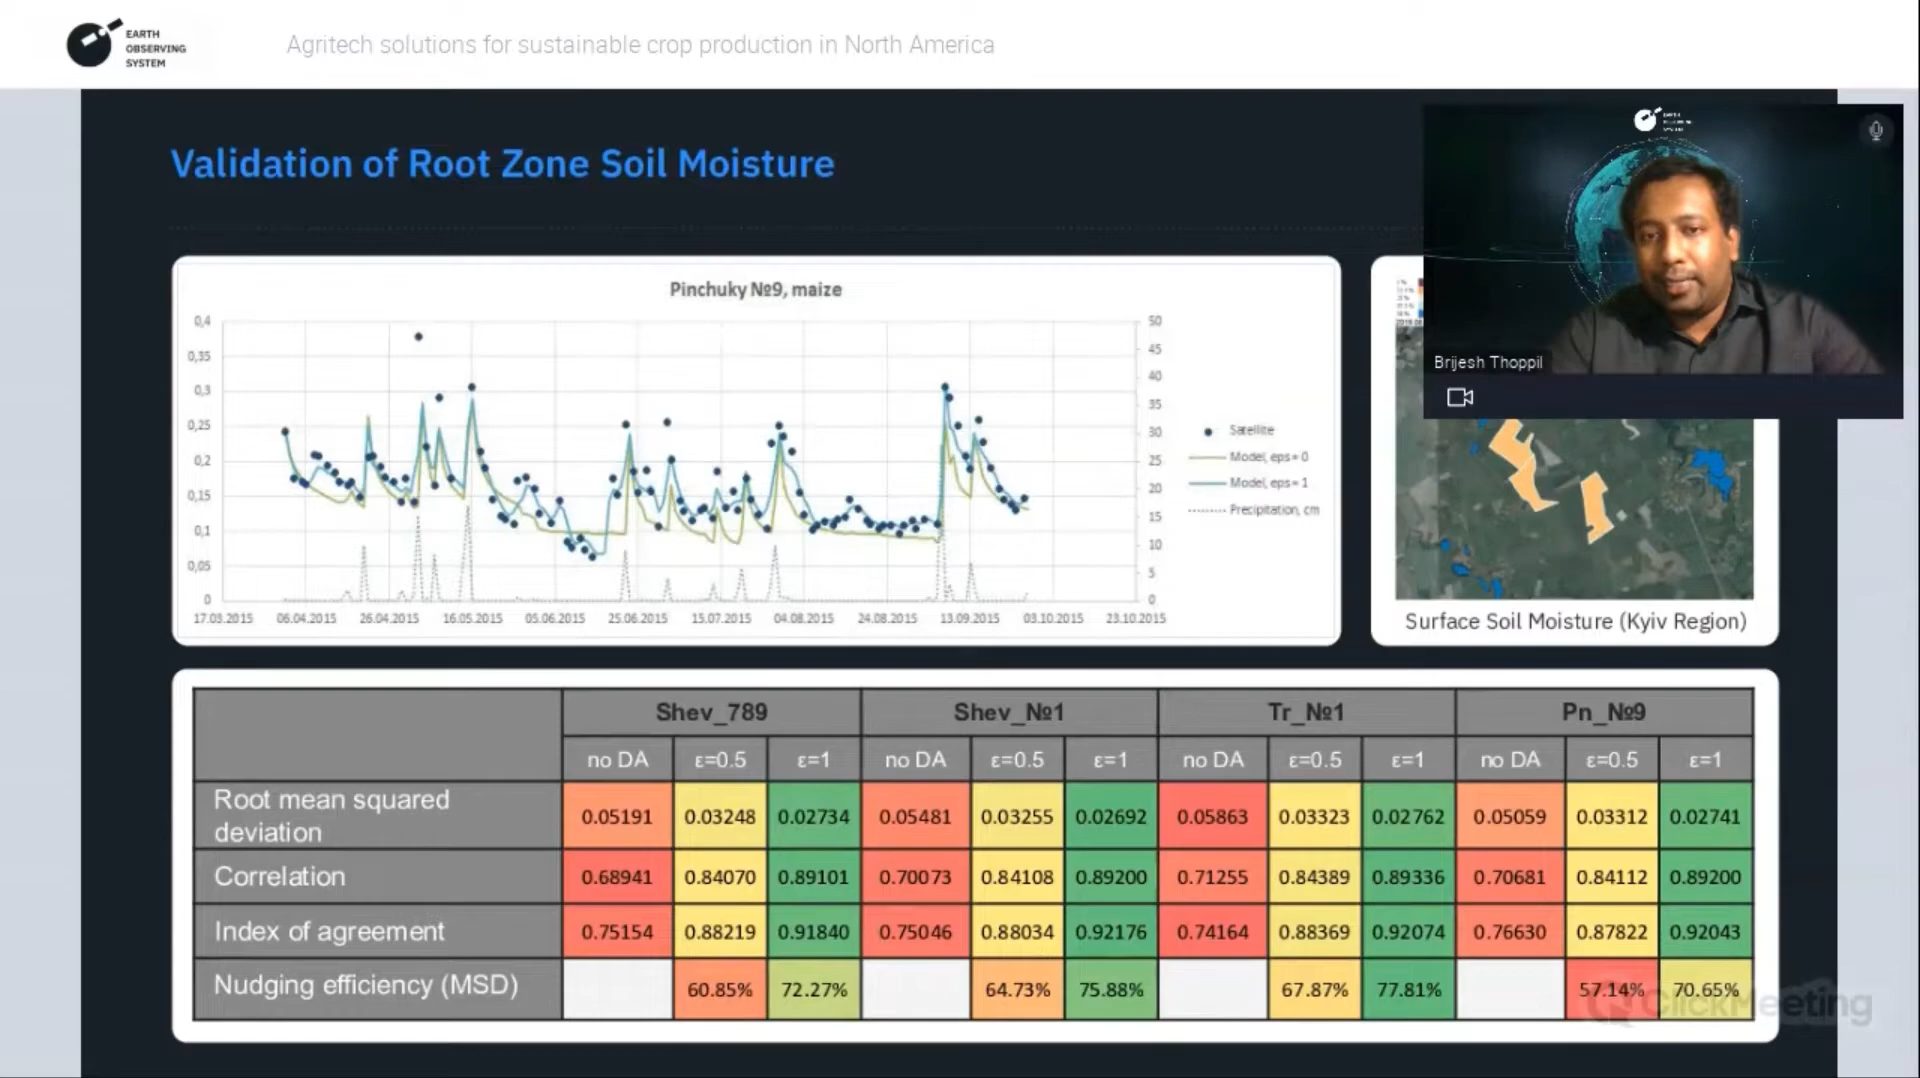 EARTH
OBSERVING
SYSTEM
Agritech solutions for sustainable crop production in North America
Validation of Root Zone Soil Moisture
Brijesh Thoppil
Pinchuky №9, maize
0,4
0,35
0,3
0,25
0,2
0,15
0,1
0,05
0
50
45
40
35
30
25
20
15
10
5
0
17.03.2015 06.04.2015 26.04.2015 16.05.2015 05.06.2015 25.06.2015 15.07.2015 04.08.2015 24.08.2015 13.09.2015 03.10.2015 23.10.2015
Satellite
Model, eps = 0
Model, eps = 1
Precipitation, cm
Surface Soil Moisture (Kyiv Region)
Shev_789 Shev_№1 Tr_№1 Pn_№9
no DA ε=0.5 ε=1 no DA ε=0.5 ε=1 no DA ε=0.5 ε=1 no DA ε=0.5 ε=1
Root mean squared
deviation
0.05191 0.03248 0.02734 0.05481 0.03255 0.02692 0.05863 0.03323 0.02762 0.05059 0.03312 0.02741
Correlation 0.68941 0.84070 0.89101 0.70073 0.84108 0.89200 0.71255 0.84389 0.89336 0.70681 0.84112 0.89200
Index of agreement 0.75154 0.88219 0.91840 0.75046 0.88034 0.92176 0.74164 0.88369 0.92074 0.76630 0.87822 0.92043
Nudging efficiency (MSD) 60.85% 72.27% 64.73% 75.88% 67.87% 77.81% 57.14% 70.65%
ClickMeeting